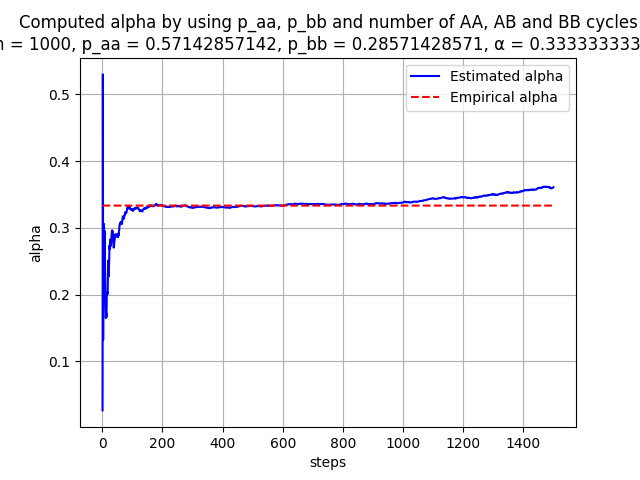 Computed alpha by using p_aa, p_bb and number of AA, AB and BB cycles
= 1000, p_aa = 0.57142857142, p_bb = 0.28571428571, α = 0.333333333
Estimated alpha
Empirical alpha
0.5
0.4
0.3
0.2
0.1
alpha
0 200 400 600 800 1000 1200 1400
steps